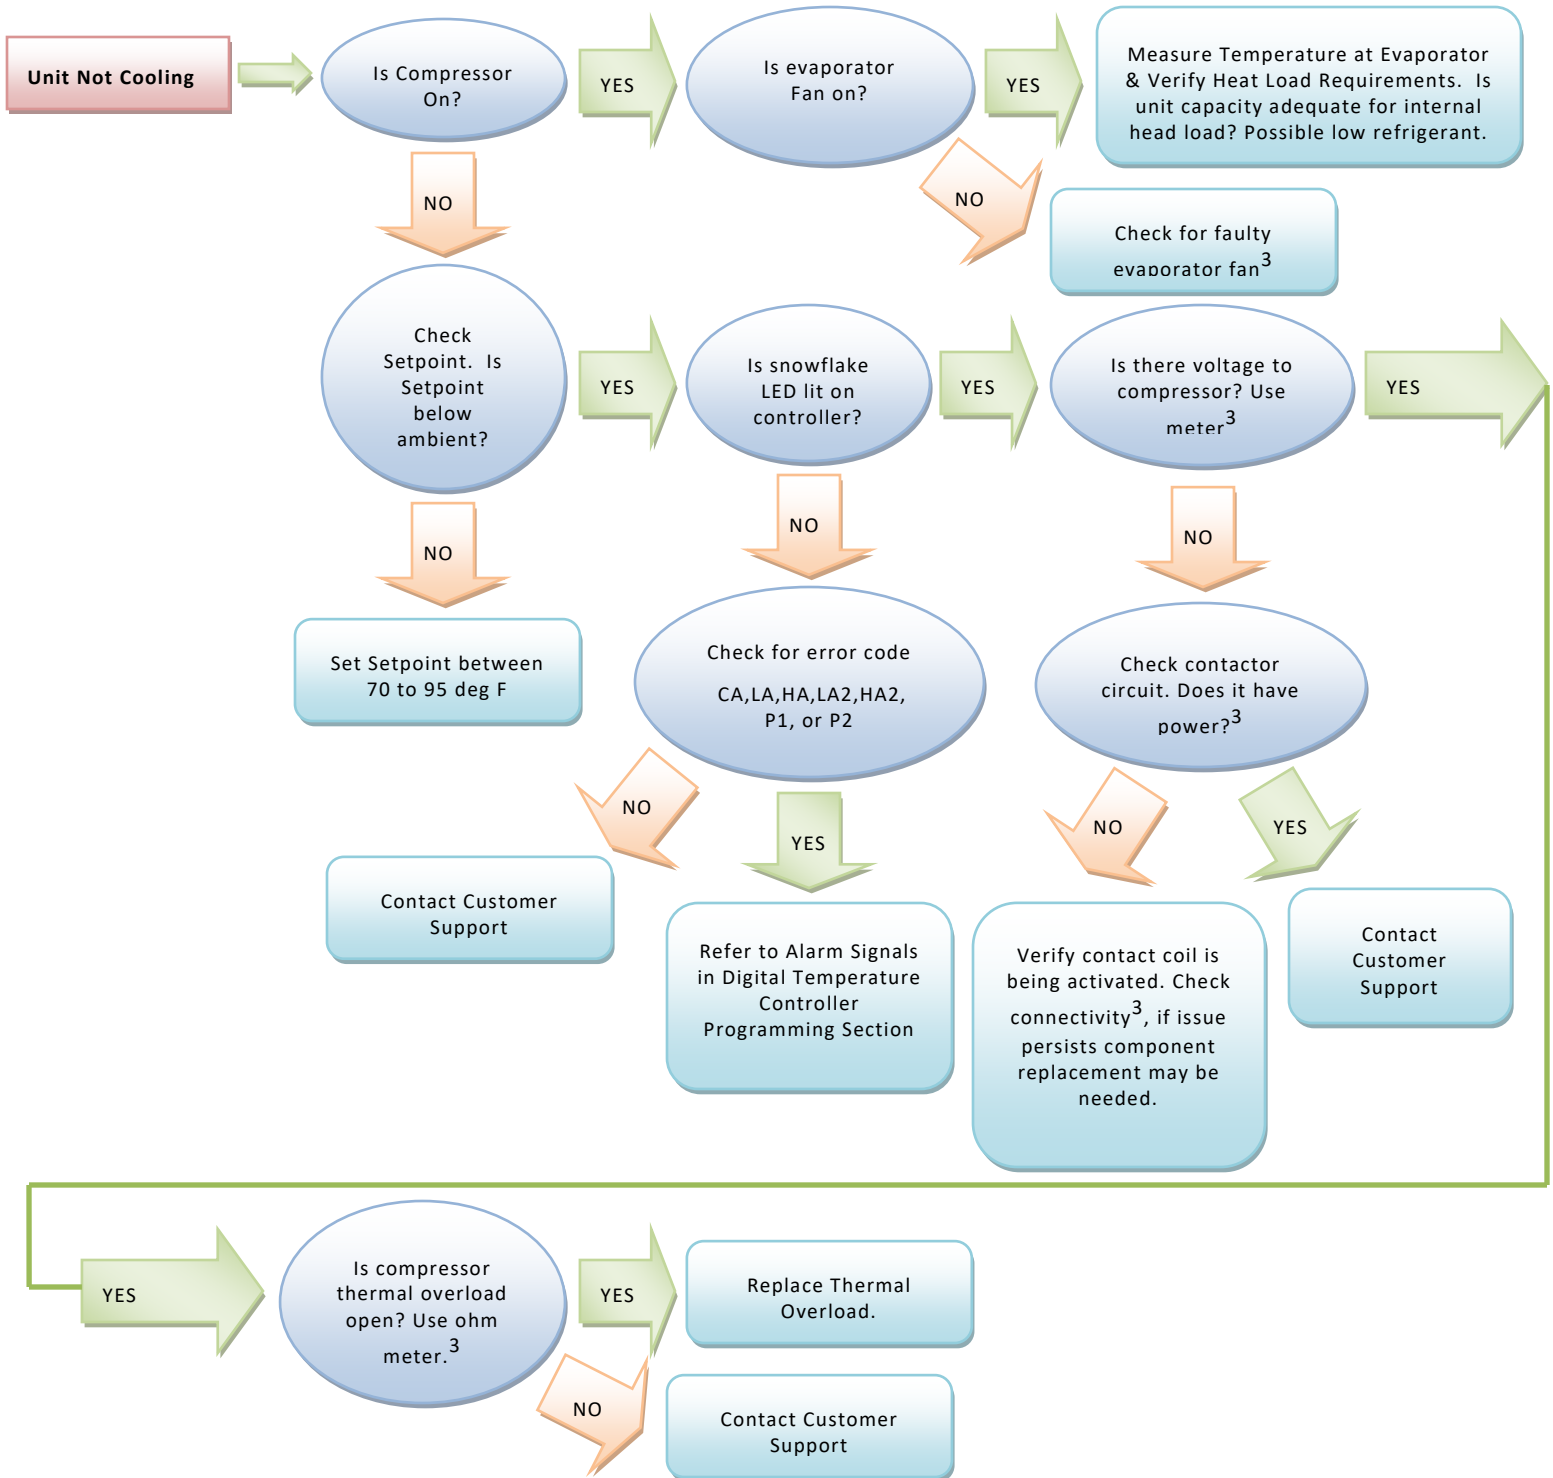 Unit Not Cooling
Is Compressor
On?
YES
Is evaporator
Fan on?
YES
Measure Temperature at Evaporator
& Verify Heat Load Requirements. Is
unit capacity adequate for internal
head load? Possible low refrigerant.
NO
NO
Check for faulty
evaporator fan3
Check
Setpoint. Is
Setpoint
below
ambient?
YES
Is snowflake
LED lit on
controller?
YES
Is there voltage to
compressor? Use
meter3
YES
NO
NO
NO
Set Setpoint between
70 to 95 deg F
Check for error code
CA,LA,HA,LA2,HA2,
P1, or P2
Check contactor
circuit. Does it have
power?3
NO
YES
NO
YES
Contact Customer
Support
Refer to Alarm Signals
in Digital Temperature
Controller
Programming Section
Verify contact coil is
being activated. Check
connectivity3, if issue
persists component
replacement may be
needed.
Contact
Customer
Support
YES
Is compressor
thermal overload
open? Use ohm
meter.3
YES
Replace Thermal
Overload.
NO
Contact Customer
Support